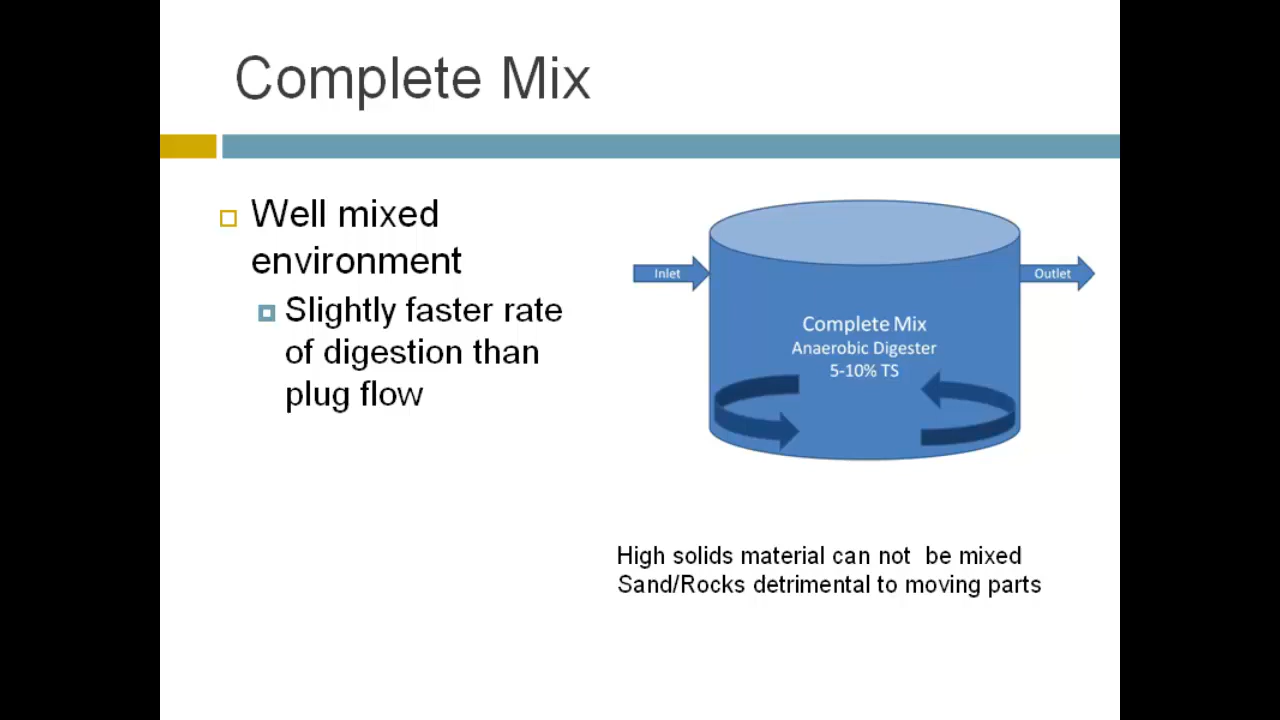 Complete Mix
Well mixed
environment
Slightly faster rate
of digestion than
plug flow
Inlet
Outlet
Complete Mix
Anaerobic Digester
5-10% TS
High solids material can not  be mixed
Sand/Rocks detrimental to moving parts